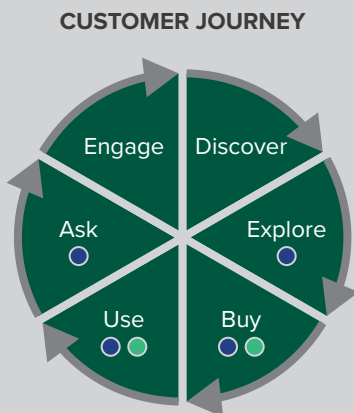 CUSTOMER JOURNEY
Engage
Discover
Ask
Explore
Use
Buy